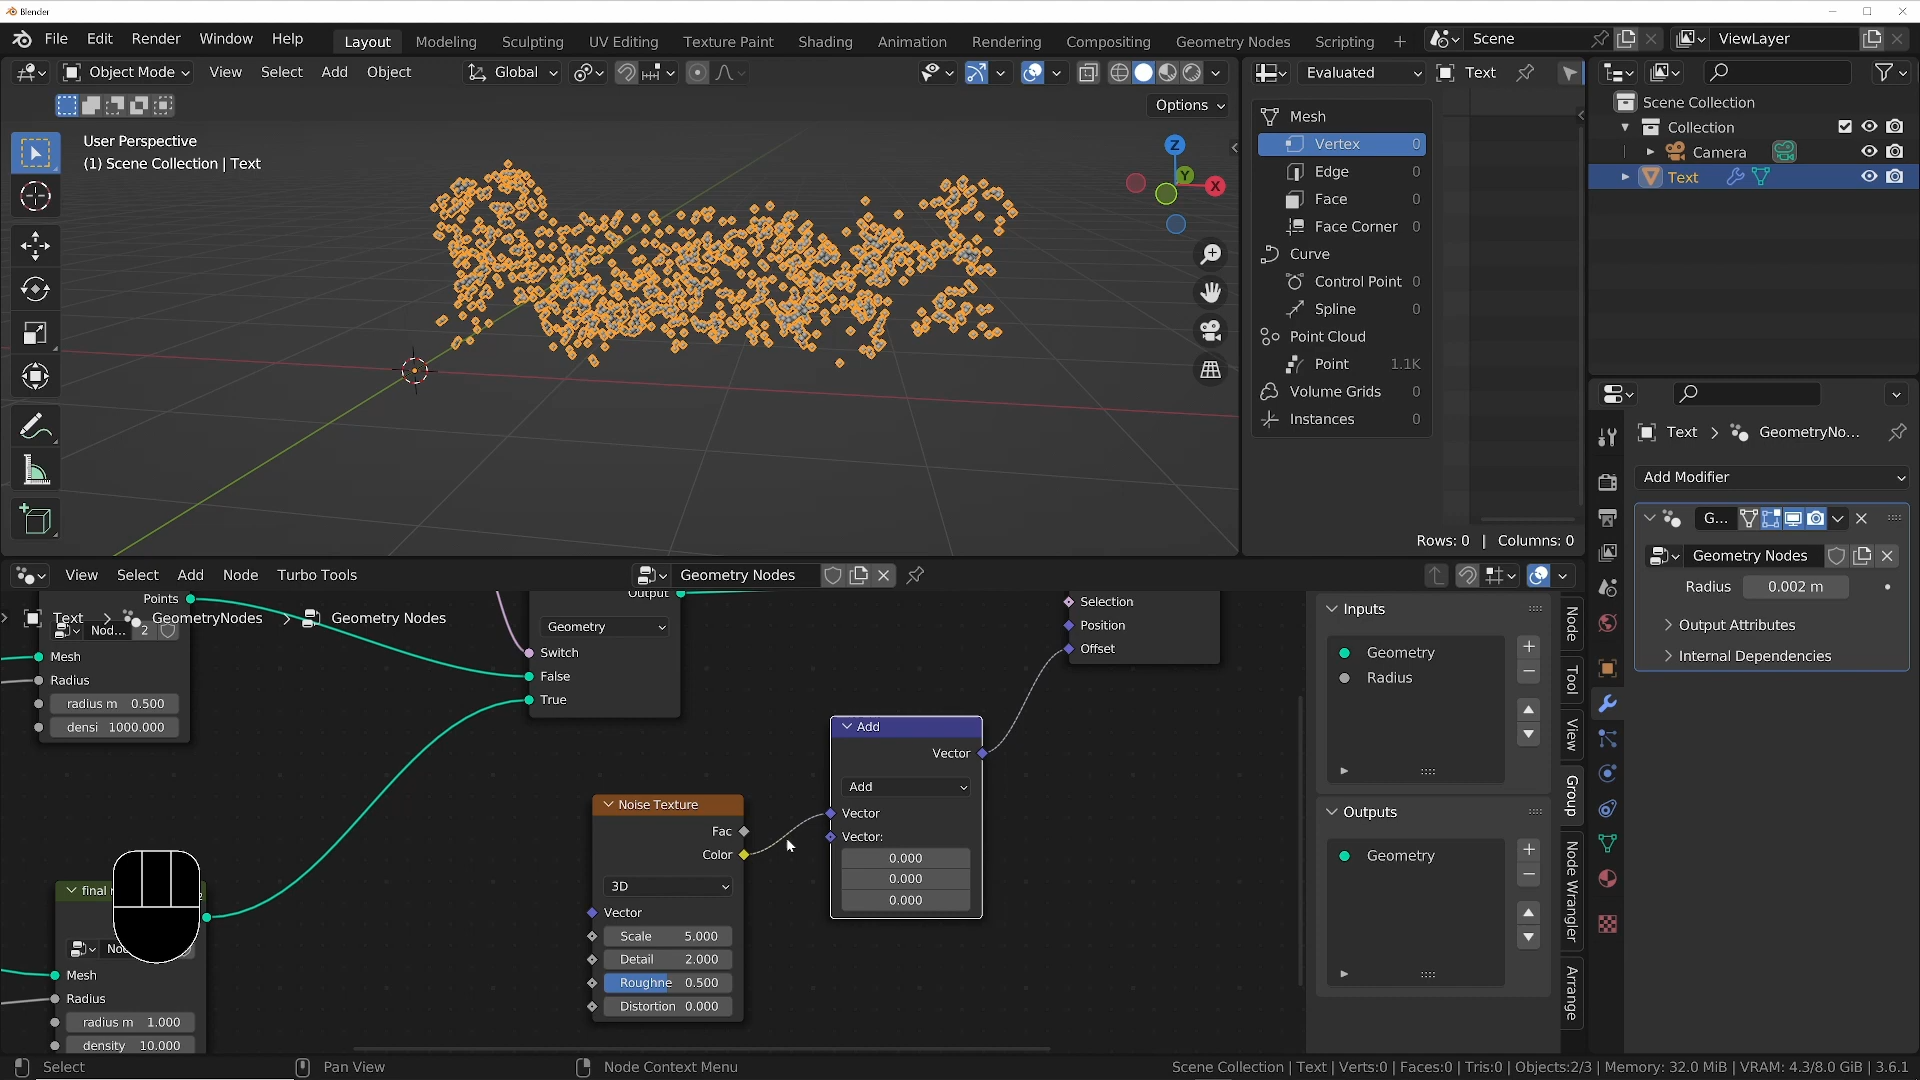 Blender
File Edit Render Window Help Layout Modeling Sculpting UV Editing Texture Paint Shading Animation Rendering Compositing Geometry Nodes Scripting + Scene ViewLayer
Object Mode View Select Add Object Global Evaluated Text
Options
User Perspective
(1) Scene Collection | Text
Z
Y
X
Mesh
Vertex 0
Edge 0
Face 0
Face Corner 0
Curve
Control Point 0
Spline 0
Point Cloud
Point 1.1K
Volume Grids 0
Instances 0
Rows: 0 | Columns: 0
Scene Collection
Collection
Camera
Text
Text > GeometryNo...
Add Modifier
G...
Geometry Nodes
Radius 0.002 m
Output Attributes
Internal Dependencies
View Select Add Node Turbo Tools Geometry Nodes
Text > GeometryNodes > Geometry Nodes
Points
Nod... 2
Mesh
Radius
radius m 0.500
densi 1000.000
Output
Geometry
Switch
False
True
Selection
Position
Offset
Add
Vector
Add
Vector
Vector:
0.000
0.000
0.000
Noise Texture
Fac
Color
3D
Vector
Scale 5.000
Detail 2.000
Roughne 0.500
Distortion 0.000
Mesh
Radius
radius m 1.000
density 10.000
Inputs
Geometry
Radius
Outputs
Geometry
Node
Tool
View
Group
Node Wrangler
Arrange
Select Pan View Node Context Menu Scene Collection | Text | Verts:0 | Faces:0 | Tris:0 | Objects:2/3 | Memory: 32.0 MiB | VRAM: 4.3/8.0 GiB | 3.6.1